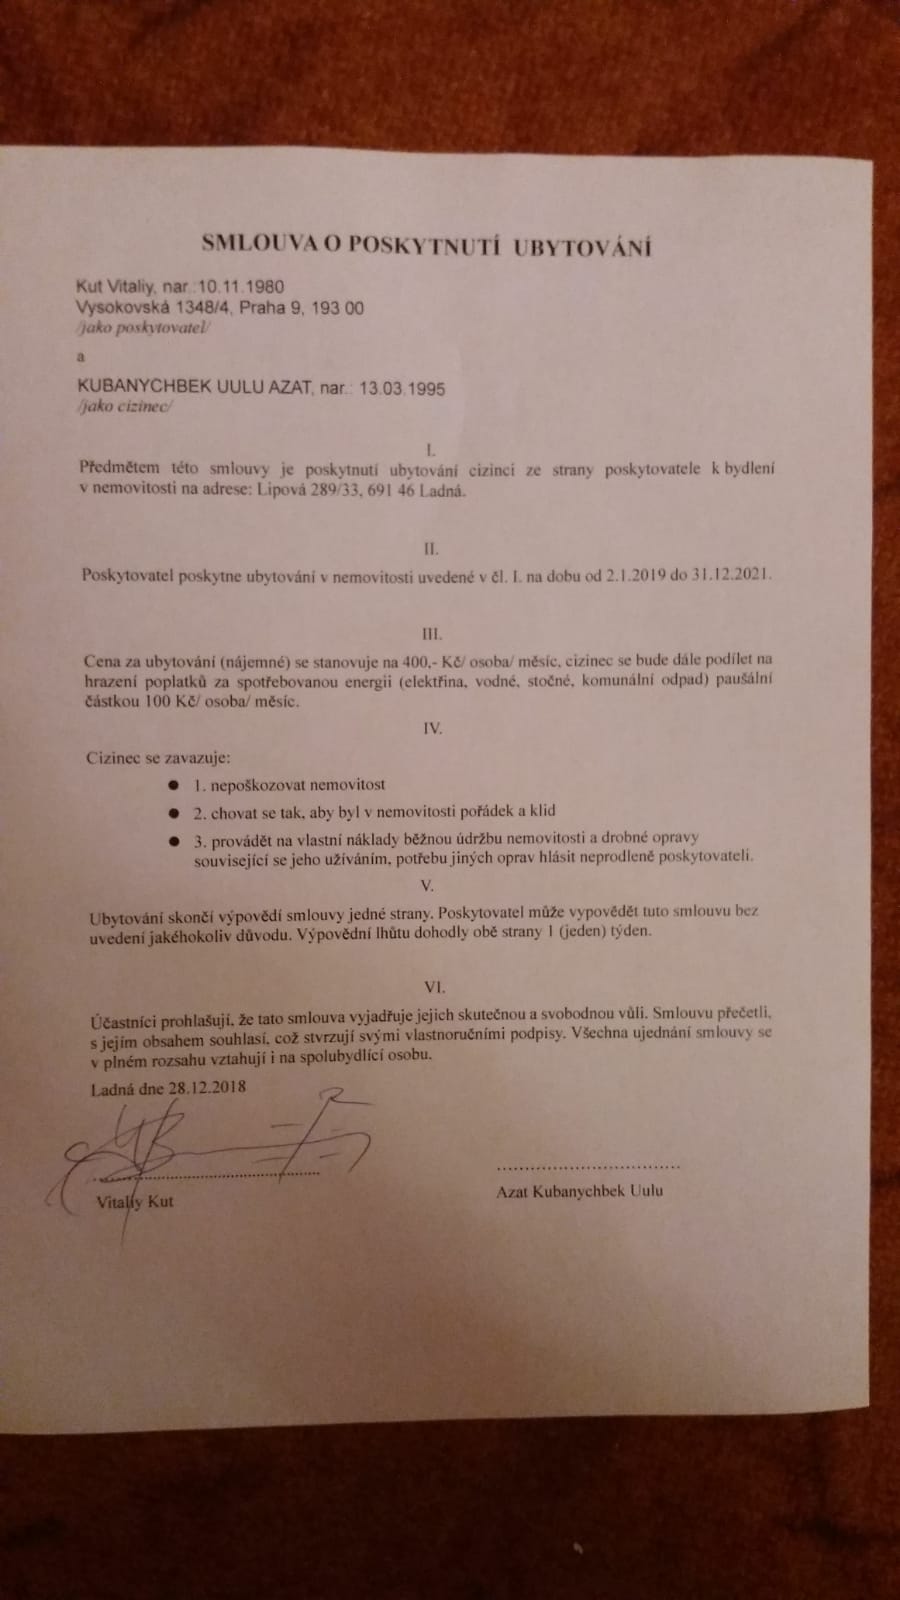 SMLOUVA O POSKYTNUTÍ UBYTOVÁNÍ
Kut Vitaliy, nar.:10.11.1980
Vysokovská 1348/4, Praha 9, 193 00
/jako poskytovatel/
a
KUBANYCHBEK UULU AZAT, nar.: 13.03.1995
/jako cizinec/
I.
Předmětem této smlouvy je poskytnutí ubytování cizinci ze strany poskytovatele k bydlení
v nemovitosti na adrese: Lipová 289/33, 691 46 Ladná.
II.
Poskytovatel poskytne ubytování v nemovitosti uvedené v čl. I. na dobu od 2.1.2019 do 31.12.2021.
III.
Cena za ubytování (nájemné) se stanovuje na 400,- Kč/ osoba/ měsíc, cizinec se bude dále podílet na
hrazení poplatků za spotřebovanou energii (elektřina, vodné, stočné, komunální odpad) paušální
částkou 100 Kč/ osoba/ měsíc.
IV.
Cizinec se zavazuje:
● 1. nepoškozovat nemovitost
● 2. chovat se tak, aby byl v nemovitosti pořádek a klid
● 3. provádět na vlastní náklady běžnou údržbu nemovitosti a drobné opravy
související se jeho užíváním, potřebu jiných oprav hlásit neprodleně poskytovateli.
V.
Ubytování skončí výpovědí smlouvy jedné strany. Poskytovatel může vypovědět tuto smlouvu bez
uvedení jakéhokoliv důvodu. Výpovědní lhůtu dohodly obě strany 1 (jeden) týden.
VI.
Účastníci prohlašují, že tato smlouva vyjadřuje jejich skutečnou a svobodnou vůli. Smlouvu přečetli,
s jejím obsahem souhlasí, což stvrzují svými vlastnoručními podpisy. Všechna ujednání smlouvy se
v plném rozsahu vztahují i na spolubydlící osobu.
Ladná dne 28.12.2018
Vitaliy Kut
Azat Kubanychbek Uulu